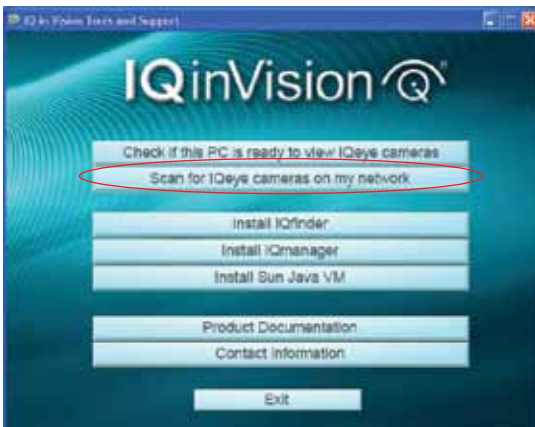 IQ in Vision Tools and Support
IQinVision
Check if this PC is ready to view IQeye cameras
Scan for IQeye cameras on my network
Install IQfinder
Install IQmanager
Install Sun Java VM
Product Documentation
Contact Information
Exit